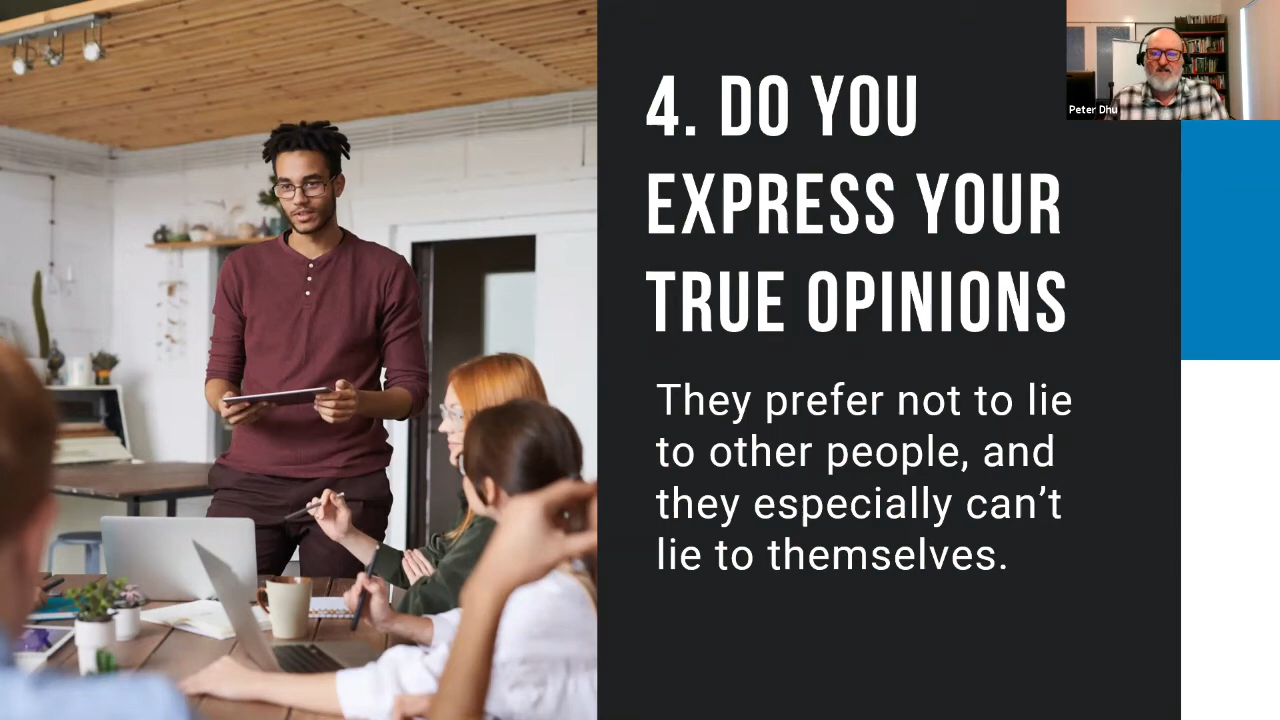 4. DO YOU
EXPRESS YOUR
TRUE OPINIONS
They prefer not to lie
to other people, and
they especially can't
lie to themselves.
Peter Dhu